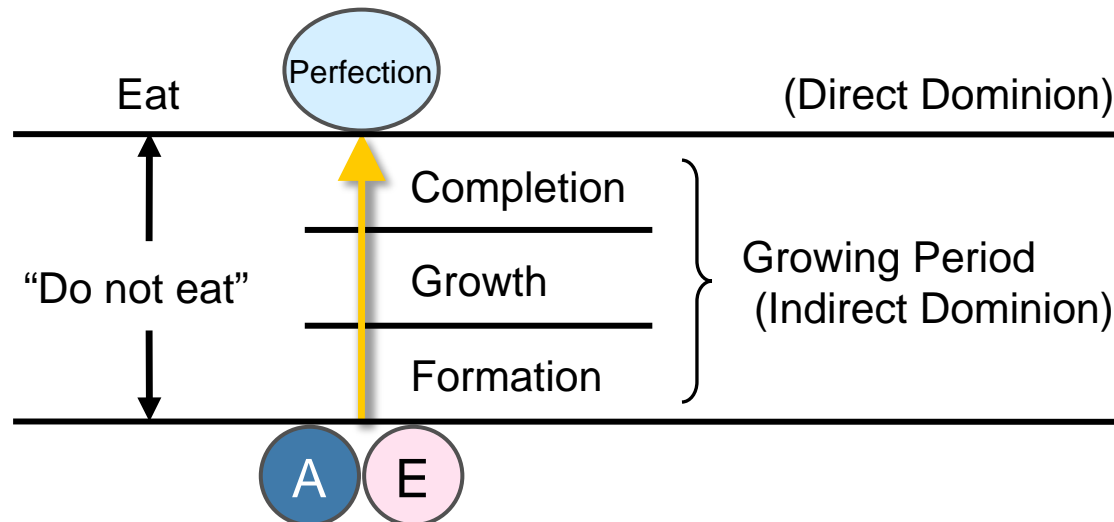 Perfection
Eat
(Direct Dominion)
Completion
Growth
Formation
“Do not eat”
Growing Period
(Indirect Dominion)
A
E